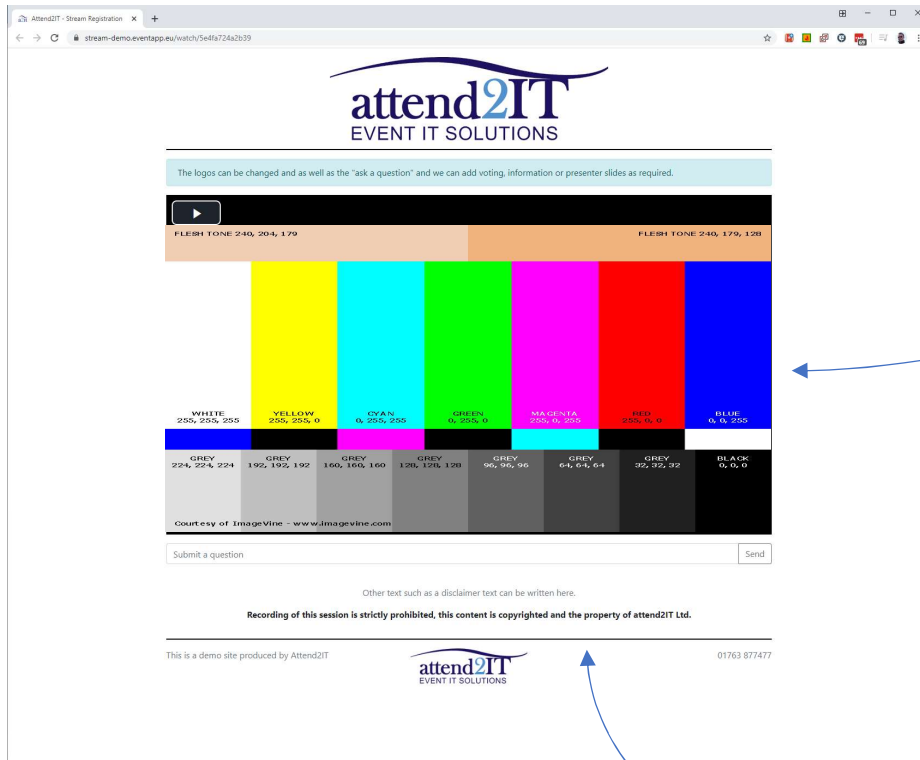 Attend2IT - Stream Registration
stream-demo.eventapp.eu/watch/5e4fa724a2b39
attend2IT
EVENT IT SOLUTIONS
The logos can be changed and as well as the "ask a question" and we can add voting, information or presenter slides as required.
FLESH TONE 240, 204, 179 FLESH TONE 240, 179, 128
WHITE YELLOW CYAN GREEN MAGENTA RED BLUE
255, 255, 255 255, 255, 0 0, 255, 255 0, 255, 0 255, 0, 255 255, 0, 0 0, 0, 255
GREY GREY GREY GREY GREY GREY GREY BLACK
224, 224, 224 192, 192, 192 160, 160, 160 128, 128, 128 96, 96, 96 64, 64, 64 32, 32, 32 0, 0, 0
Courtesy of ImageVine - www.imagevine.com
Submit a question Send
Other text such as a disclaimer text can be written here.
Recording of this session is strictly prohibited, this content is copyrighted and the property of attend2IT Ltd.
This is a demo site produced by Attend2IT 01763 877477
attend2IT
EVENT IT SOLUTIONS